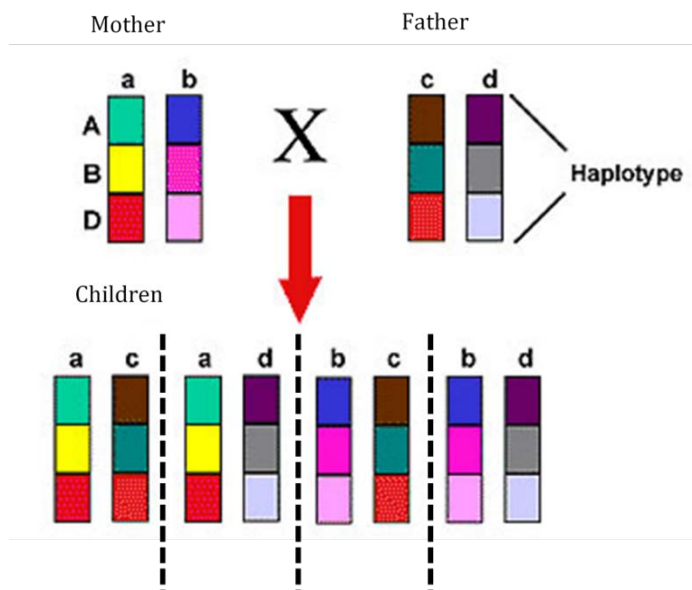 Mother Father
a b c d
A
X
B
Haplotype
D
Children
a c a d b c b d